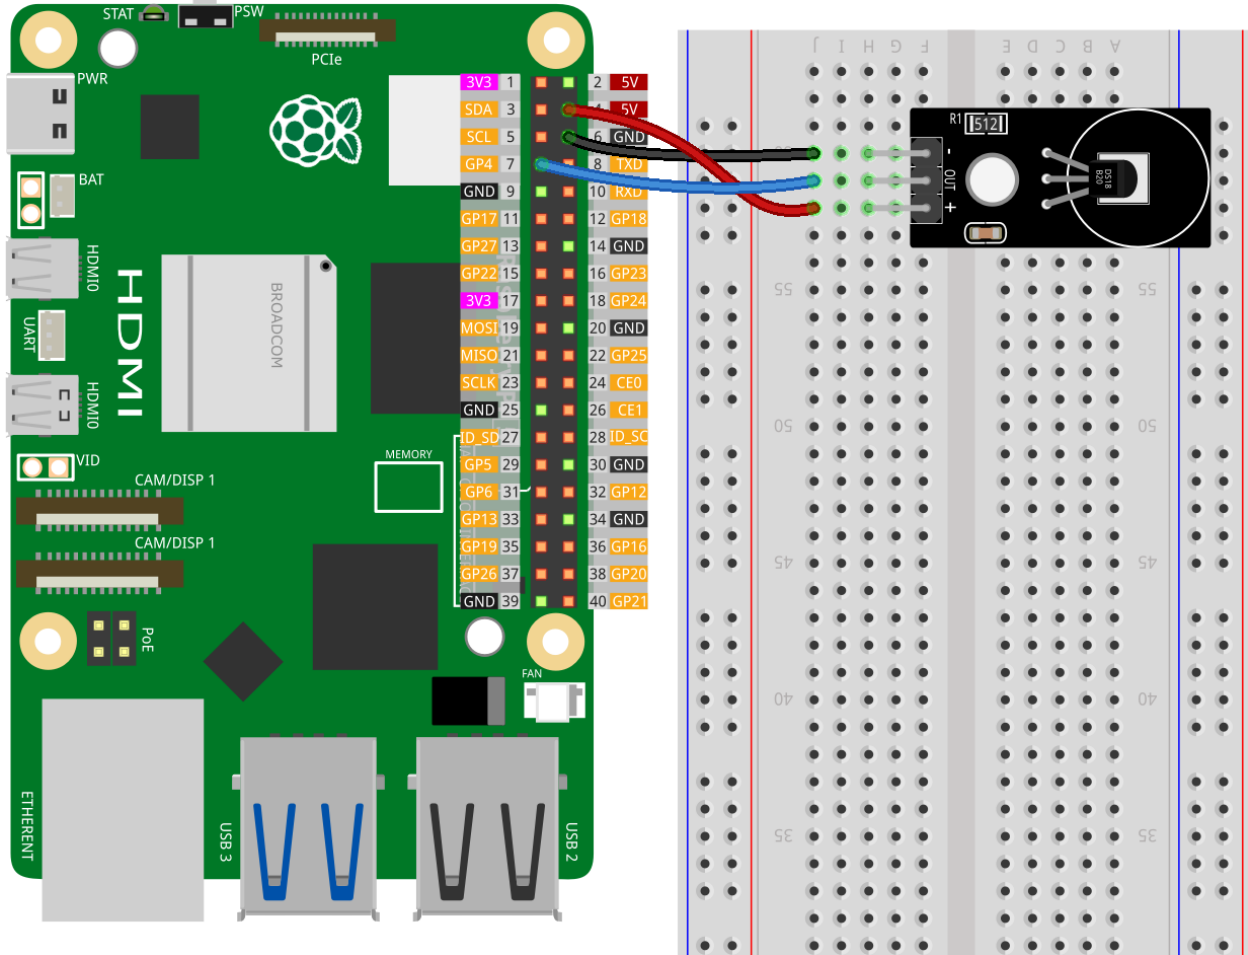 STAT
PSW
PCIe
PWR
BAT
HDMI0
UART
HDMI0
VID
HDMI
BROADCOM
CAM/DISP 1
CAM/DISP 1
MEMORY
PoE
FAN
ETHERENT
USB 3
USB 2
3V3 1 2 5V
SDA 3 4 5V
SCL 5 6 GND
GP4 7 8 TXD
GND 9 10 RXD
GP17 11 12 GP18
GP27 13 14 GND
GP22 15 16 GP23
3V3 17 18 GP24
MOSI 19 20 GND
MISO 21 22 GP25
SCLK 23 24 CE0
GND 25 26 CE1
ID_SD 27 28 ID_SC
GP5 29 30 GND
GP6 31 32 GP12
GP13 33 34 GND
GP19 35 36 GP16
GP26 37 38 GP20
GND 39 40 GP21
J I H G F E D C B A
R1 512
-
OUT
+
DS18
B20
55 55
50 50
45 45
40 40
35 35